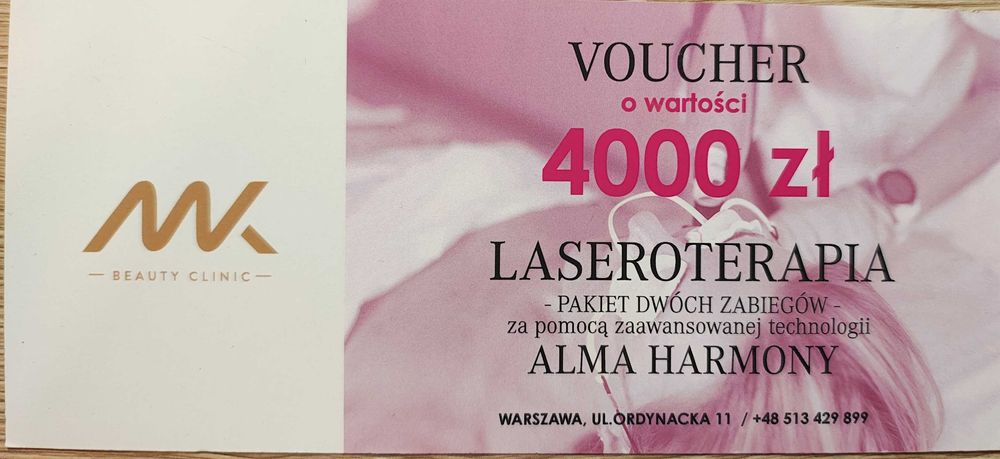 MK
— BEAUTY CLINIC —
VOUCHER
o wartości
4000 zł
LASEROTERAPIA
- PAKIET DWÓCH ZABIEGÓW -
za pomocą zaawansowanej technologii
ALMA HARMONY
WARSZAWA, UL.ORDYNACKA 11 / +48 513 429 899